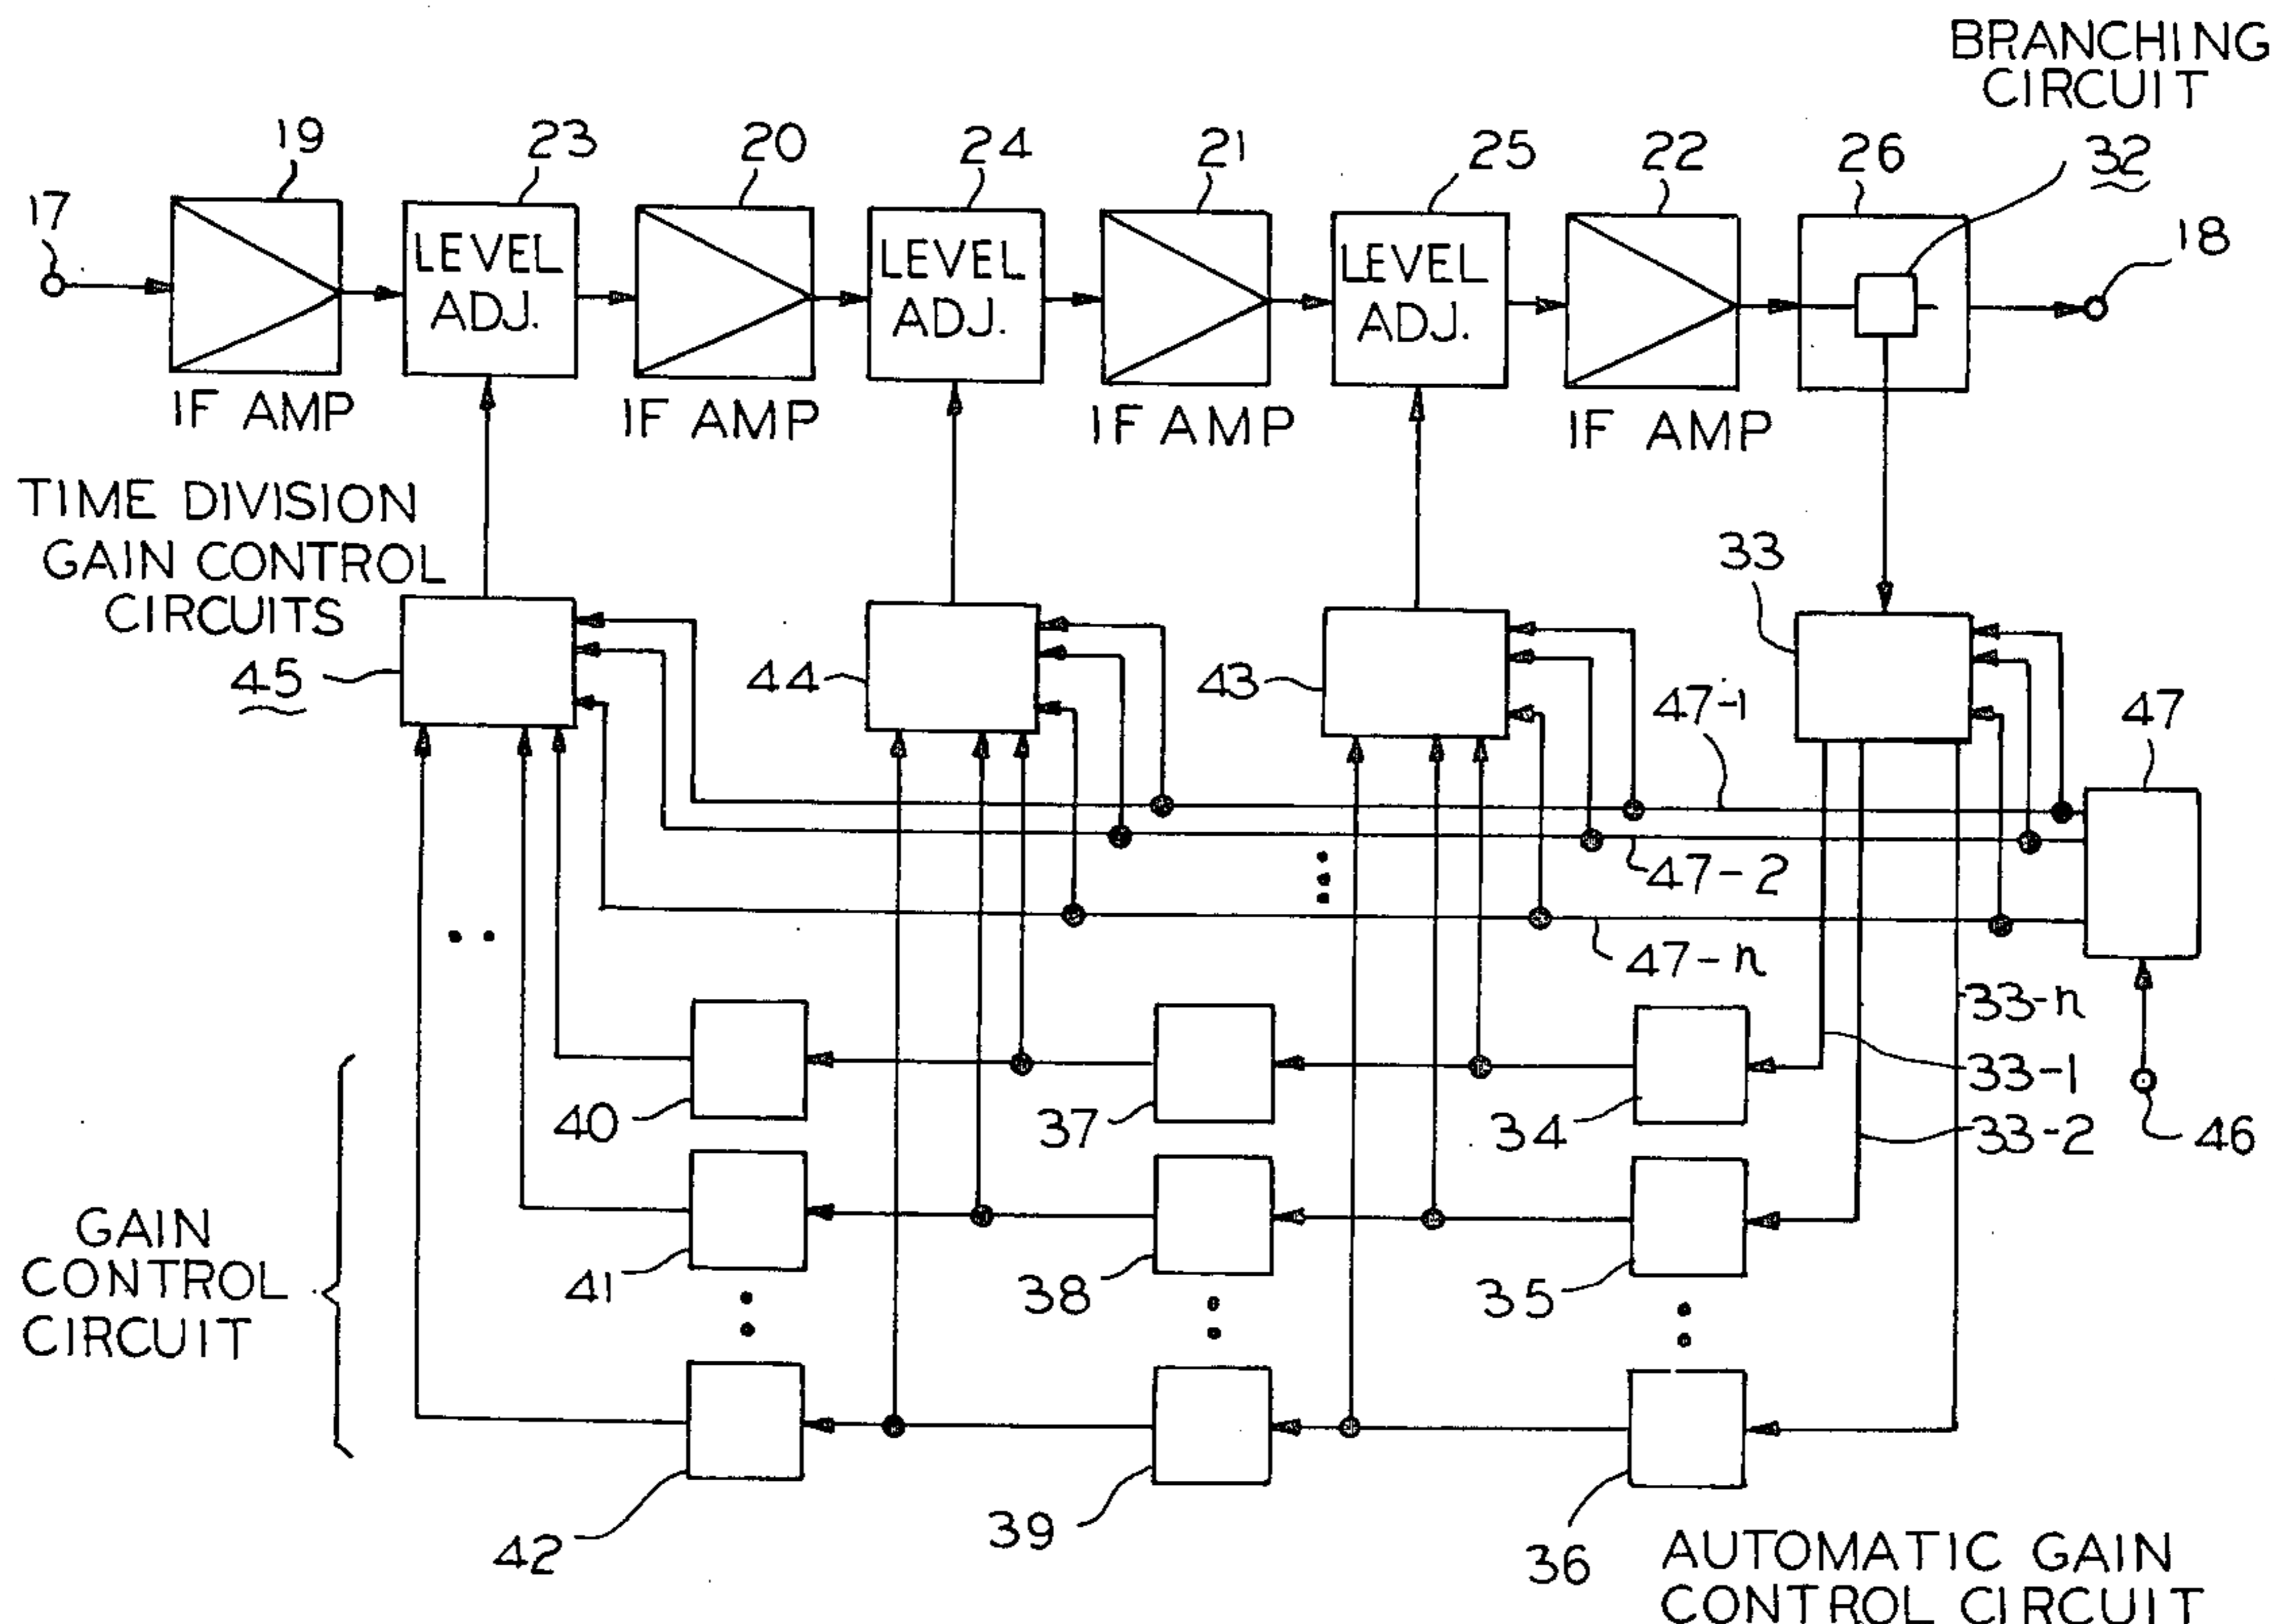 BRANCHING
CIRCUIT
19
23
20
24
21
25
22
26
32
17
18
LEVEL
ADJ.
LEVEL
ADJ.
LEVEL
ADJ.
IF AMP
IF AMP
IF AMP
IF AMP
TIME DIVISION
GAIN CONTROL
CIRCUITS
45
44
43
33
47-1
47
47-2
47-n
33-n
33-1
33-2
46
40
37
34
41
38
35
GAIN
CONTROL
CIRCUIT
42
39
36
AUTOMATIC GAIN
CONTROL CIRCUIT